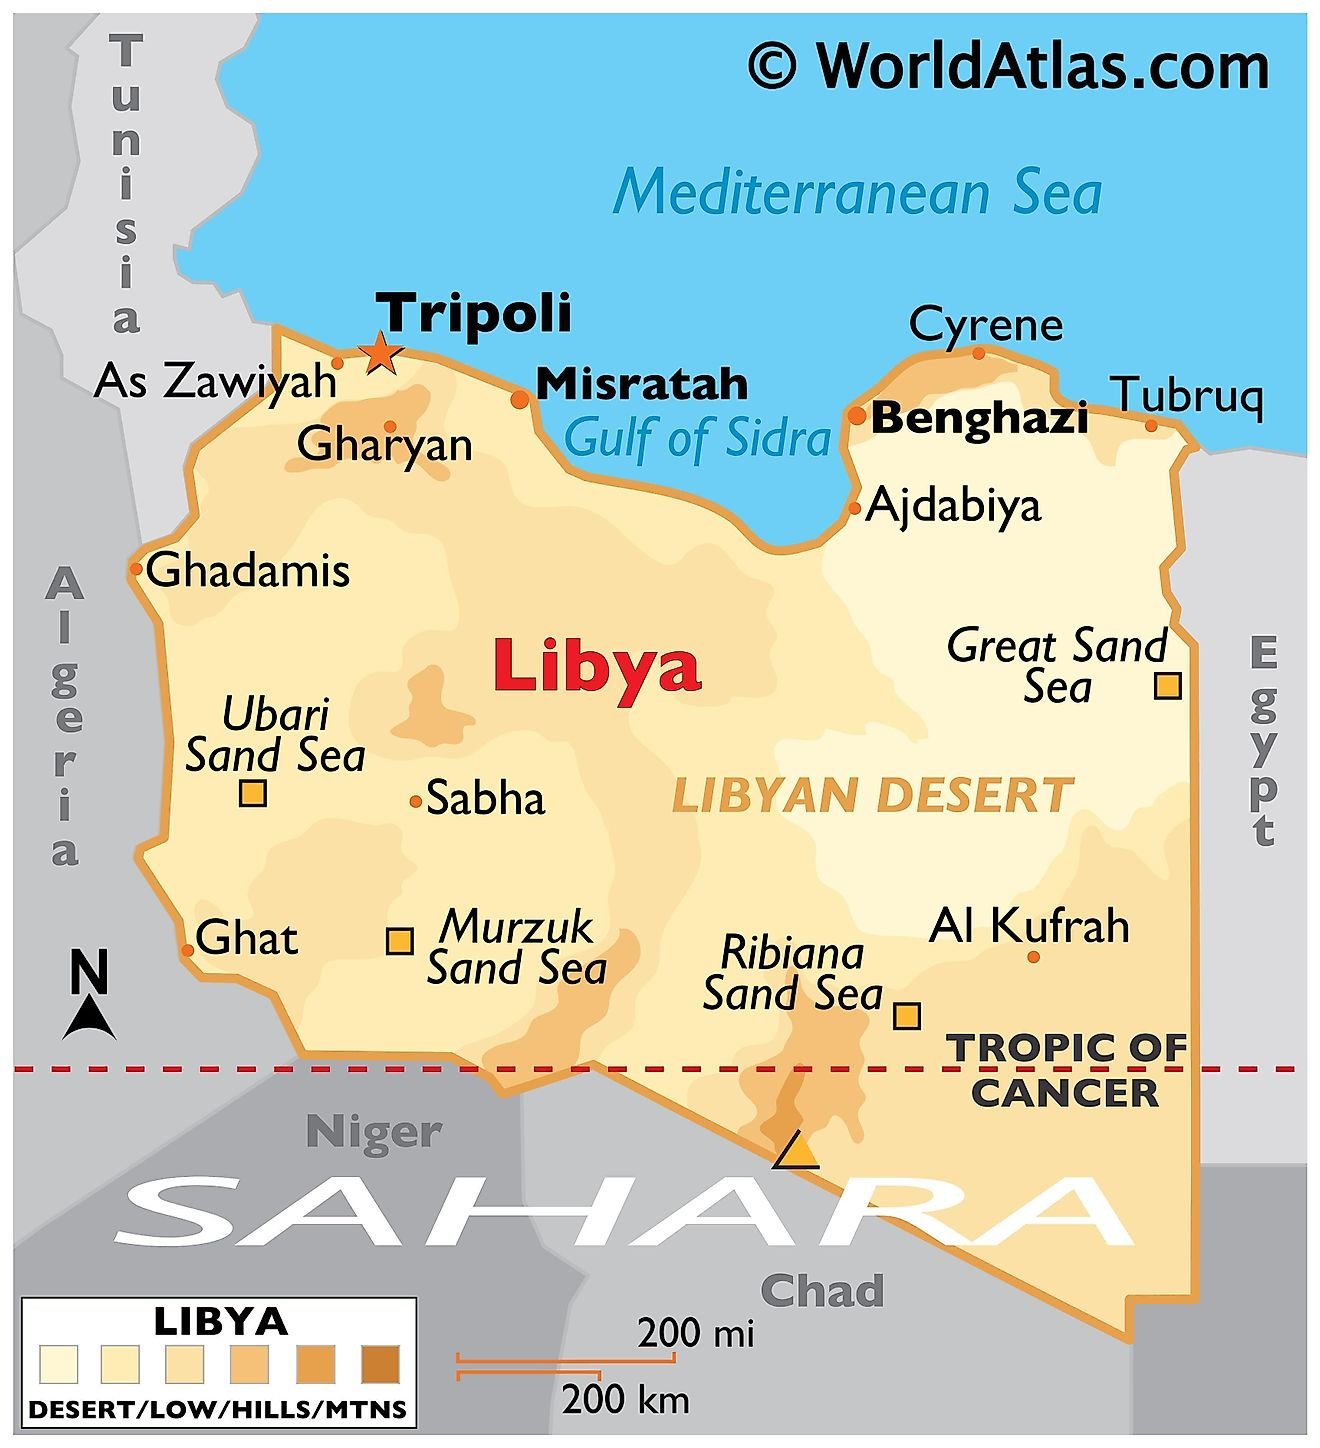 © WorldAtlas.com
Tunisia
Mediterranean Sea
Tripoli
Cyrene
As Zawiyah
Misratah
Tubruq
Benghazi
Gulf of Sidra
Gharyan
Ajdabiya
Ghadamis
Algeria
Libya
Great Sand
Sea
Egypt
Ubari
Sand Sea
Sabha
LIBYAN DESERT
Ghat
Murzuk
Sand Sea
Ribiana
Sand Sea
Al Kufrah
N
TROPIC OF
CANCER
Niger
SAHARA
Chad
LIBYA
DESERT/LOW/HILLS/MTNS
200 mi
200 km